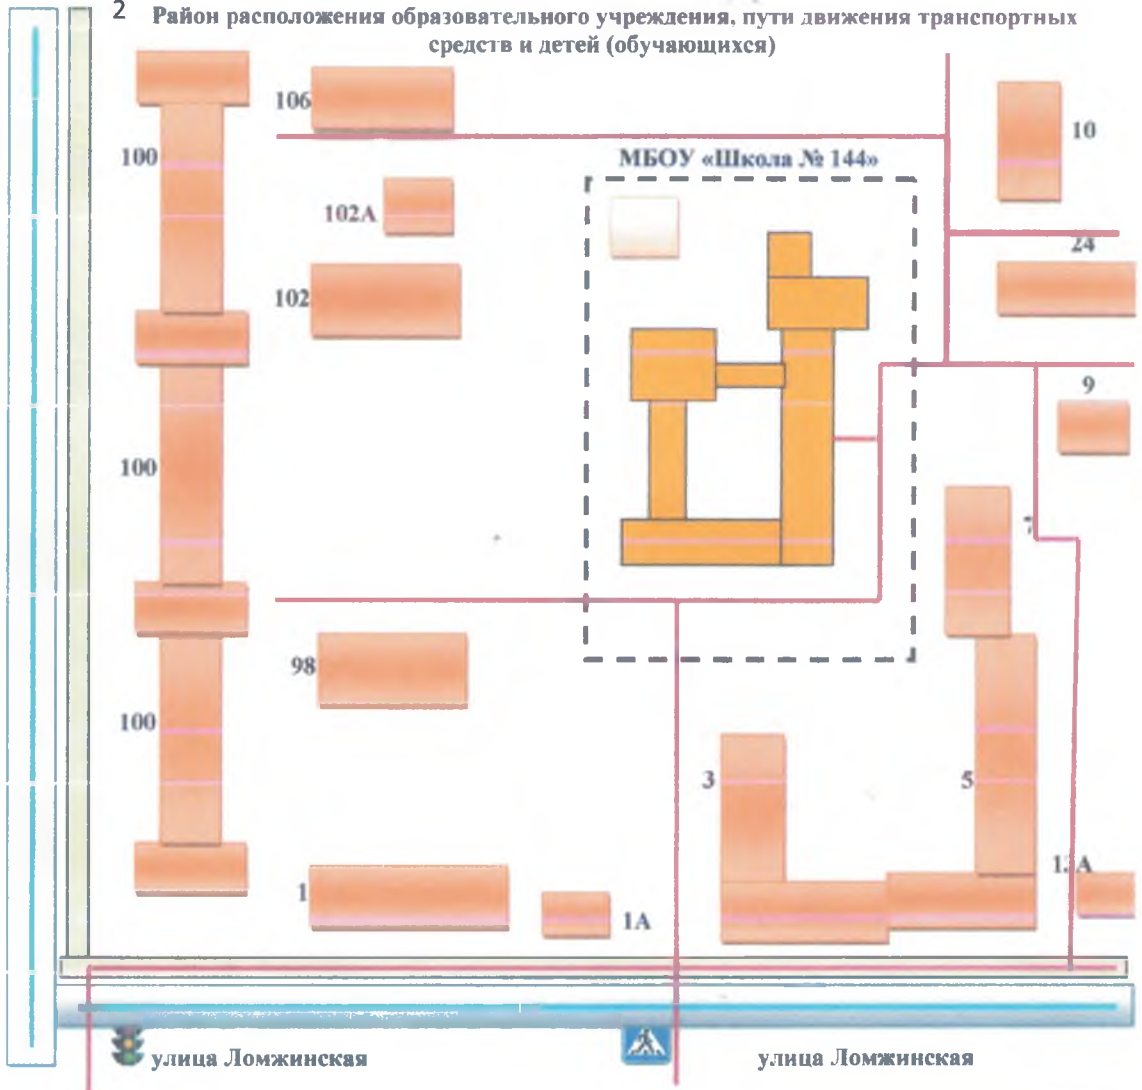 2
Район расположения образовательного учреждения, пути движения транспортных
средств и детей (обучающихся)
106
10
100
МБОУ «Школа № 144»
102А
24
102
9
100
7
98
100
3
5
1
1А
13А
улица Ломжинская
улица Ломжинская